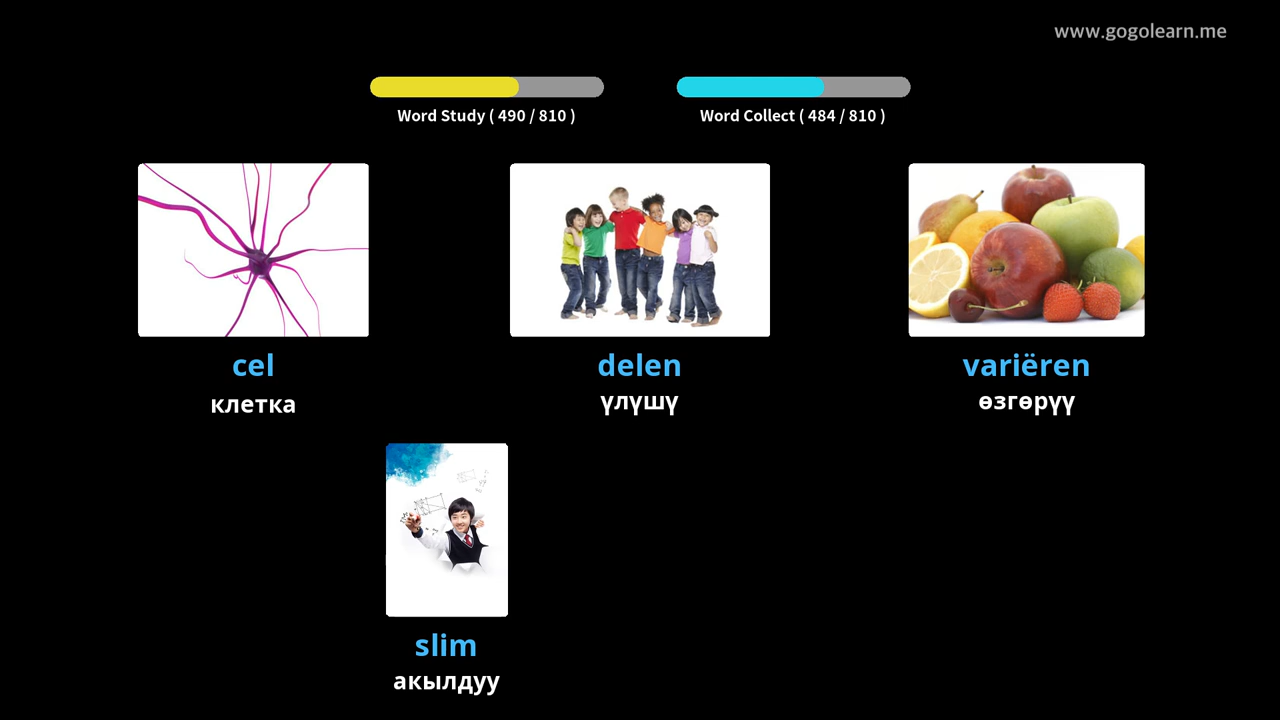 www.gogolearn.me
Word Study ( 490 / 810 )
Word Collect ( 484 / 810 )
cel
delen
variëren
клетка
үлүшү
өзгөрүү
slim
акылдуу